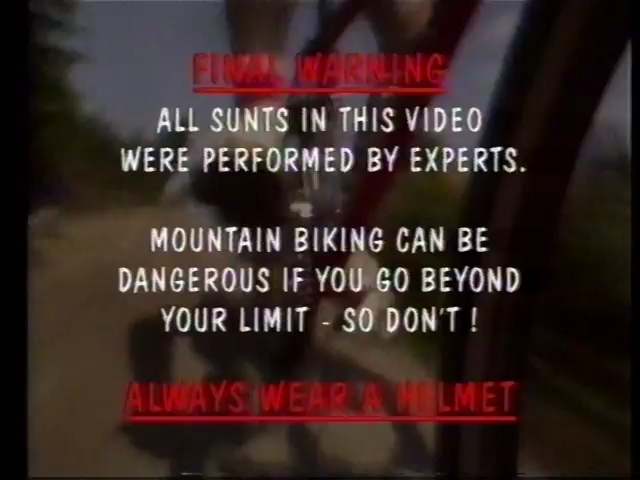 FINAL WARNING
ALL SUNTS IN THIS VIDEO
WERE PERFORMED BY EXPERTS.
MOUNTAIN BIKING CAN BE
DANGEROUS IF YOU GO BEYOND
YOUR LIMIT - SO DON'T !
ALWAYS WEAR A HELMET